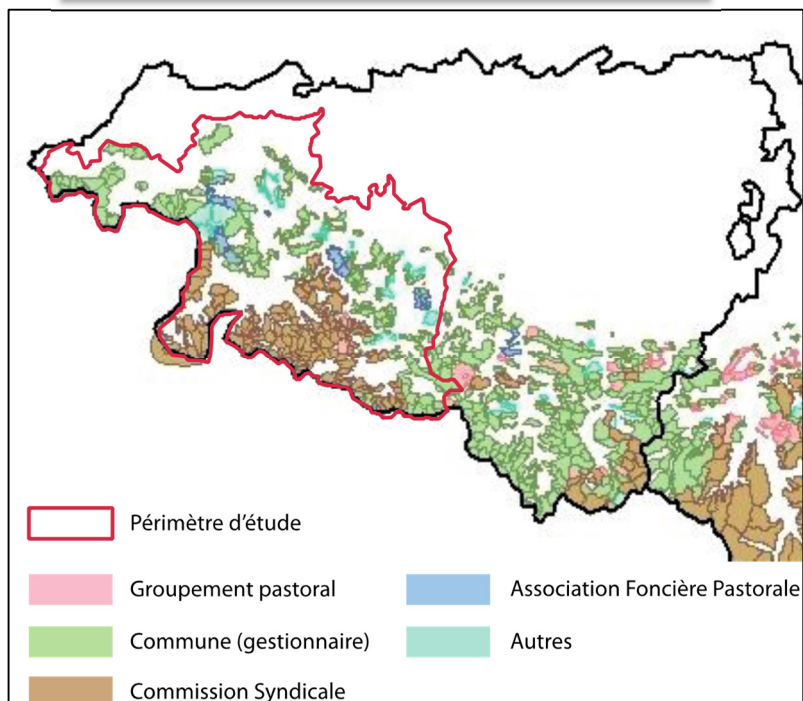 Périmètre d'étude
Groupement pastoral
Commune (gestionnaire)
Commission Syndicale
Association Foncière Pastorale
Autres